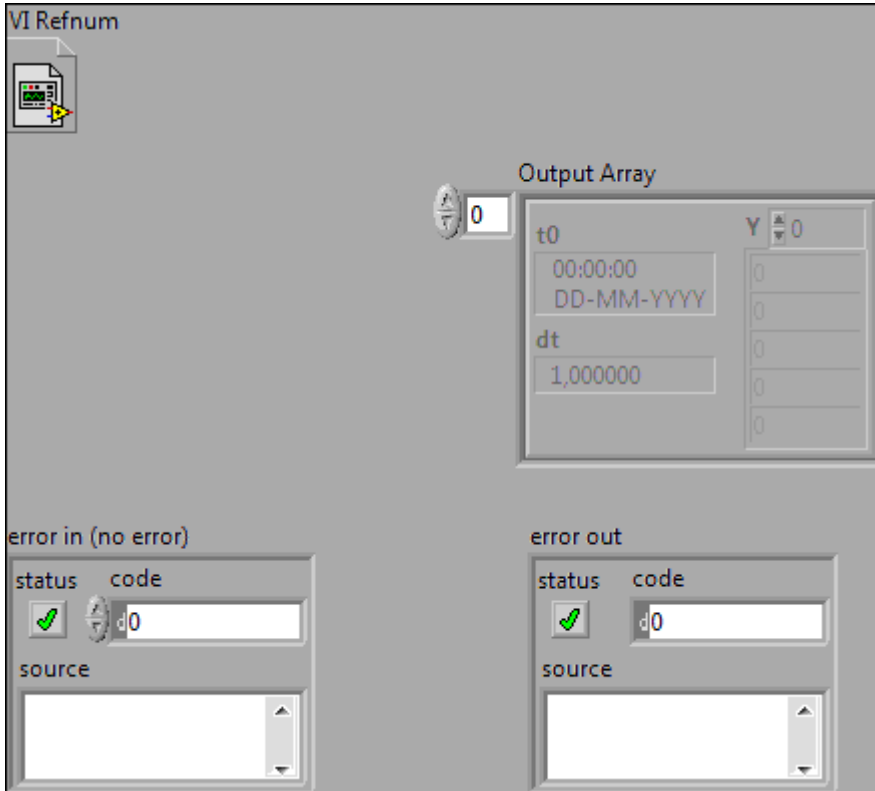 VI Refnum
Output Array
0
t0
Y 0
00:00:00
DD-MM-YYYY
0
0
dt
0
1,000000
0
0
error in (no error)
error out
status code
status code
d0
d0
source
source